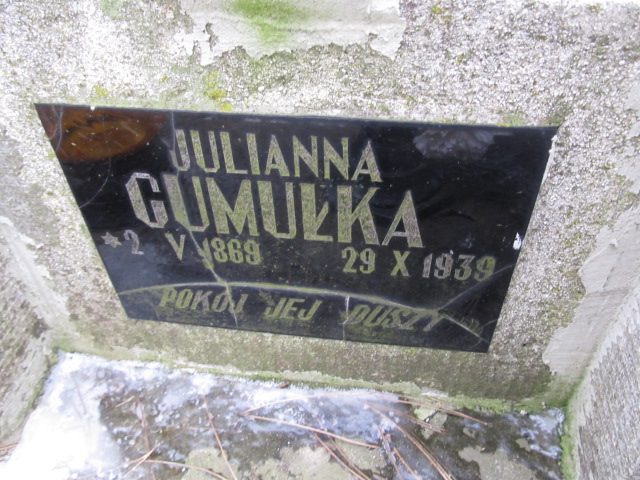 JULIANNA
GUMUŁKA
* 2 V 1869 29 X 1939
POKÓJ JEJ DUSZY